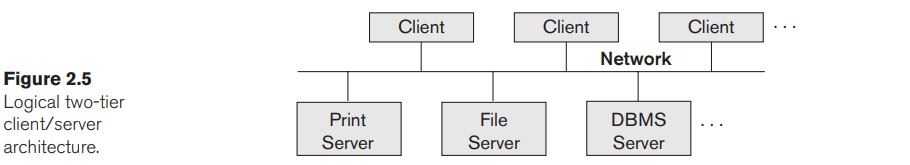 Client Client Client ...
Network
Figure 2.5
Logical two-tier
client/server
architecture.
Print
Server
File
Server
DBMS
Server
...